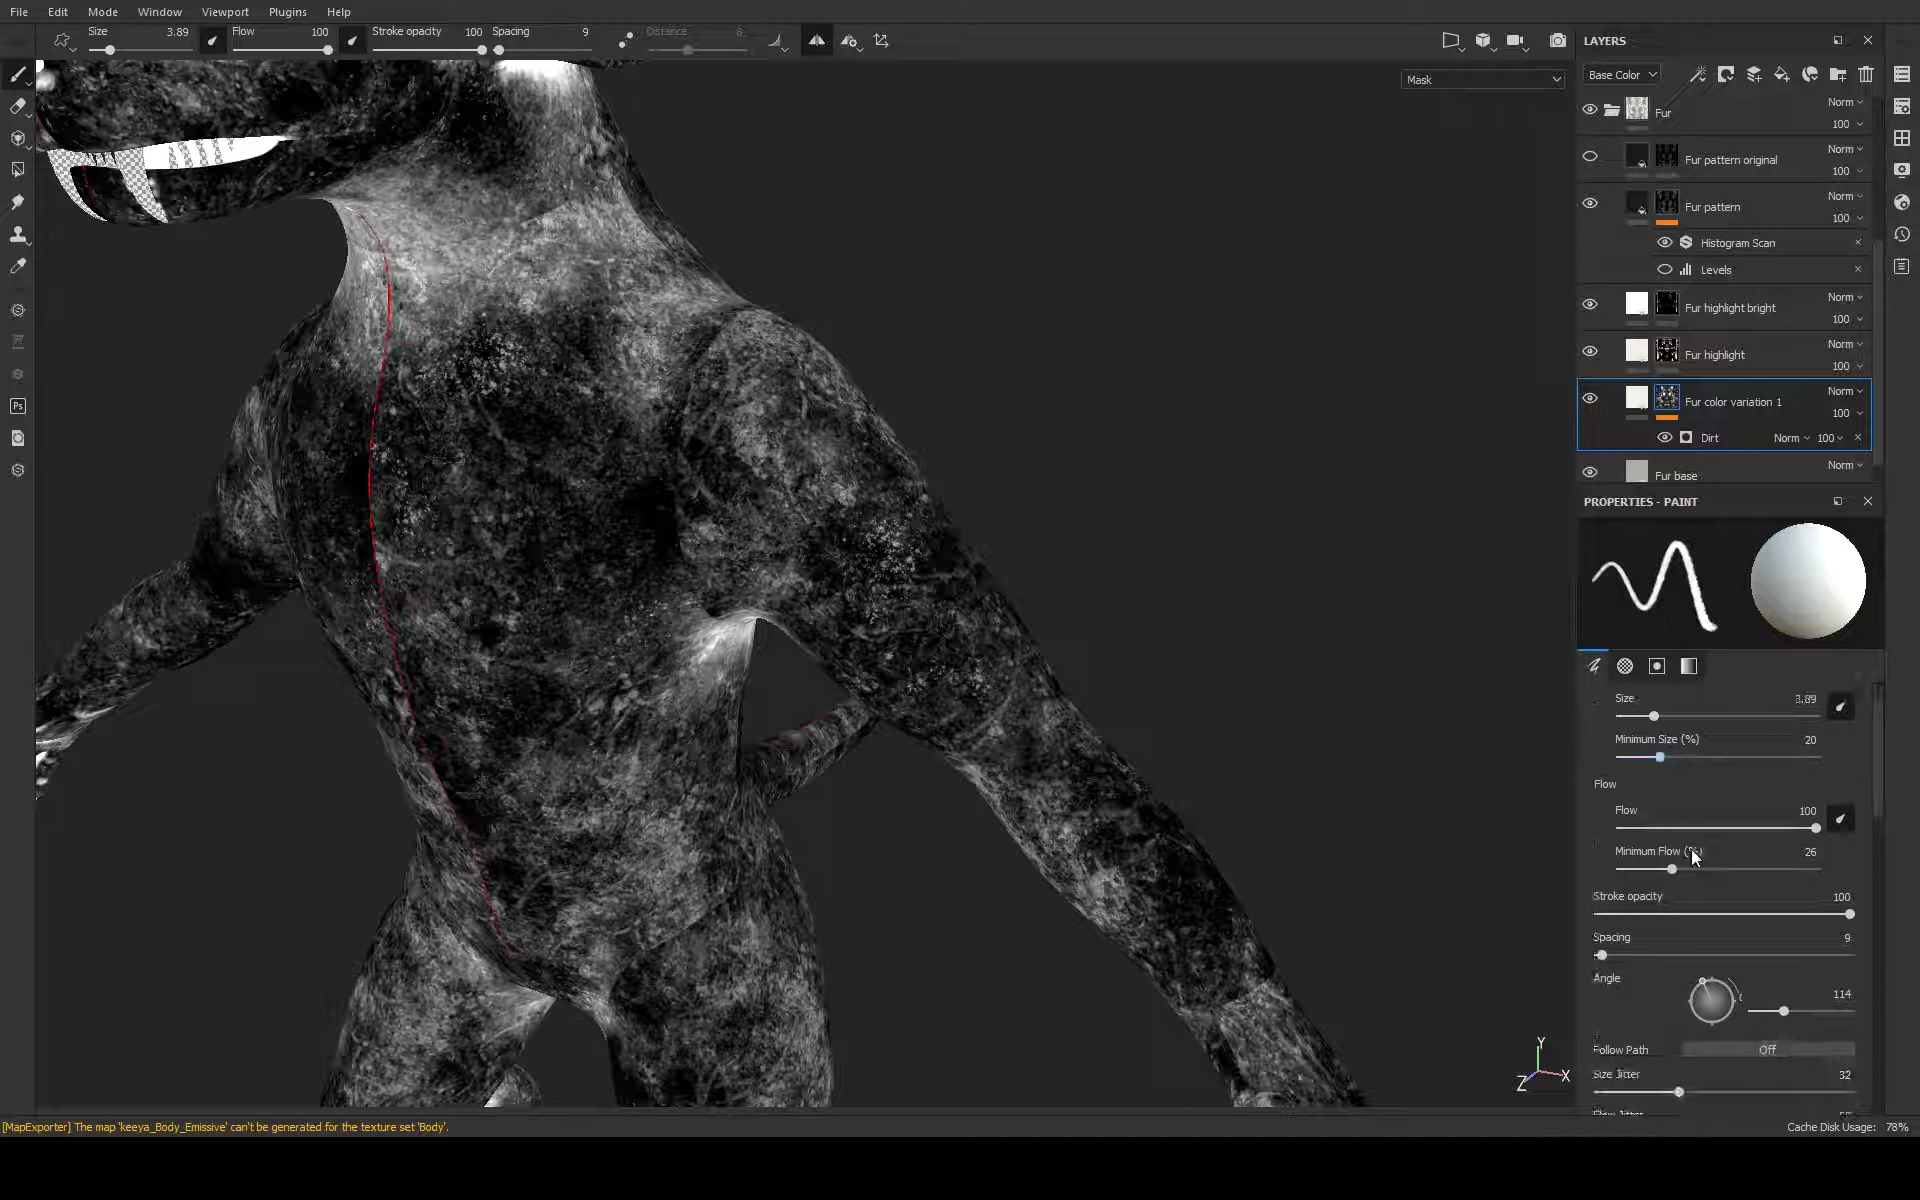 File Edit Mode Window Viewport Plugins Help
Size 3.89 Flow 100 Stroke opacity 100 Spacing 9 Distance
Mask
LAYERS
Base Color
Fur Norm 100
Fur pattern original Norm 100
Fur pattern Norm 100
Histogram Scan
Levels
Fur highlight bright Norm 100
Fur highlight Norm 100
Fur color variation 1 Norm 100
Dirt Norm 100
Fur base Norm
PROPERTIES - PAINT
Size 3.89
Minimum Size (%) 20
Flow
Flow 100
Minimum Flow (%) 26
Stroke opacity 100
Spacing 9
Angle 114
Follow Path Off
Size Jitter 32
Y
Z X
Ps
[MapExporter] The map 'keeya_Body_Emissive' can't be generated for the texture set 'Body'.
Cache Disk Usage: 78%